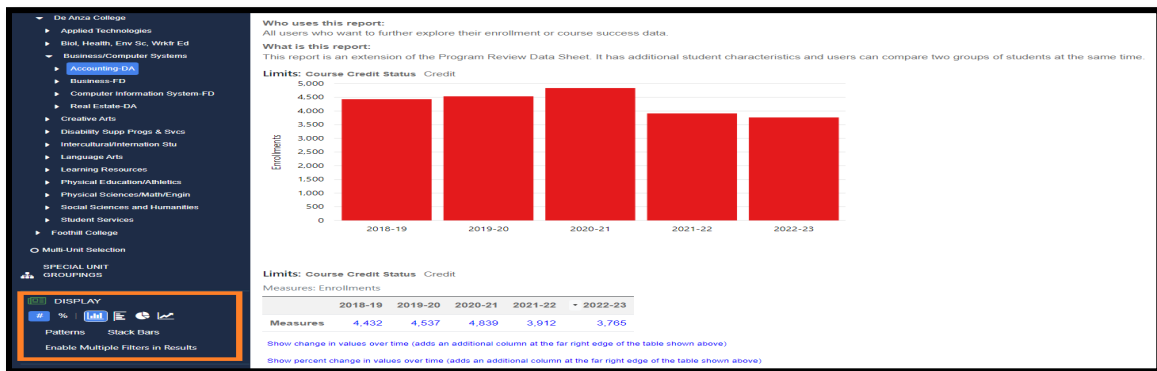 De Anza College
Applied Technologies
Biol, Health, Env Sc, Wrkfr Ed
Business/Computer Systems
Accounting-DA
Business-FD
Computer Information System-FD
Real Estate-DA
Creative Arts
Disability Supp Progs & Svcs
Intercultural/Internation Stu
Language Arts
Learning Resources
Physical Education/Athletics
Physical Sciences/Math/Engin
Social Sciences and Humanities
Student Services
Foothill College
Multi-Unit Selection
SPECIAL UNIT
GROUPINGS
DISPLAY
# %
Patterns Stack Bars
Enable Multiple Filters in Results
Who uses this report:
All users who want to further explore their enrollment or course success data.
What is this report:
This report is an extension of the Program Review Data Sheet. It has additional student characteristics and users can compare two groups of students at the same time.
Limits: Course Credit Status Credit
Enrollments
5,000
4,500
4,000
3,500
3,000
2,500
2,000
1,500
1,000
500
0
2018-19 2019-20 2020-21 2021-22 2022-23
Limits: Course Credit Status Credit
Measures: Enrollments
2018-19 2019-20 2020-21 2021-22 2022-23
Measures 4,432 4,537 4,839 3,912 3,765
Show change in values over time (adds an additional column at the far right edge of the table shown above)
Show percent change in values over time (adds an additional column at the far right edge of the table shown above)